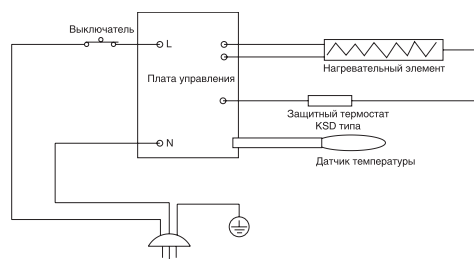 Выключатель
L
Плата управления
Нагревательный элемент
Защитный термостат
KSD типа
N
Датчик температуры